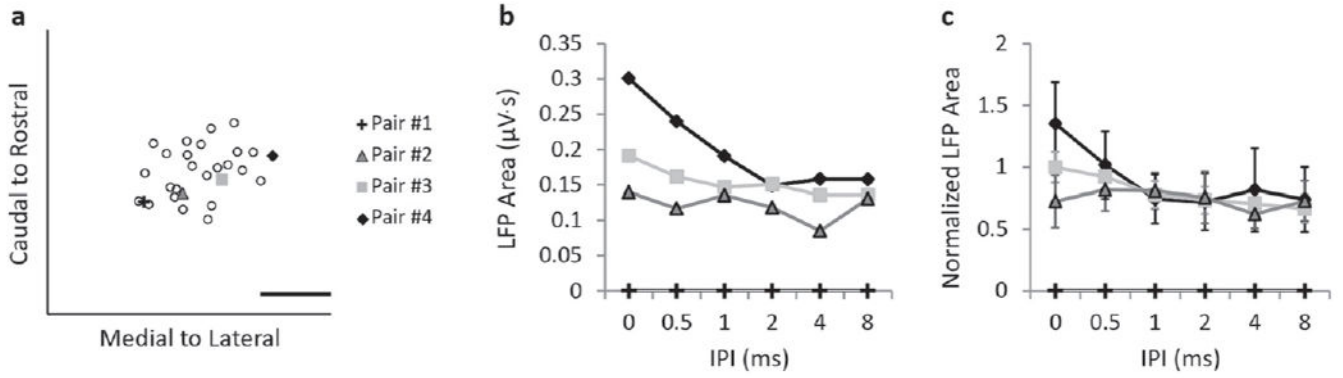 a
Caudal to Rostral
Medial to Lateral
Pair #1
Pair #2
Pair #3
Pair #4
b
LFP Area (µV·s)
0.35
0.3
0.25
0.2
0.15
0.1
0.05
0
0 0.5 1 2 4 8
IPI (ms)
c
Normalized LFP Area
2
1.5
1
0.5
0
0 0.5 1 2 4 8
IPI (ms)